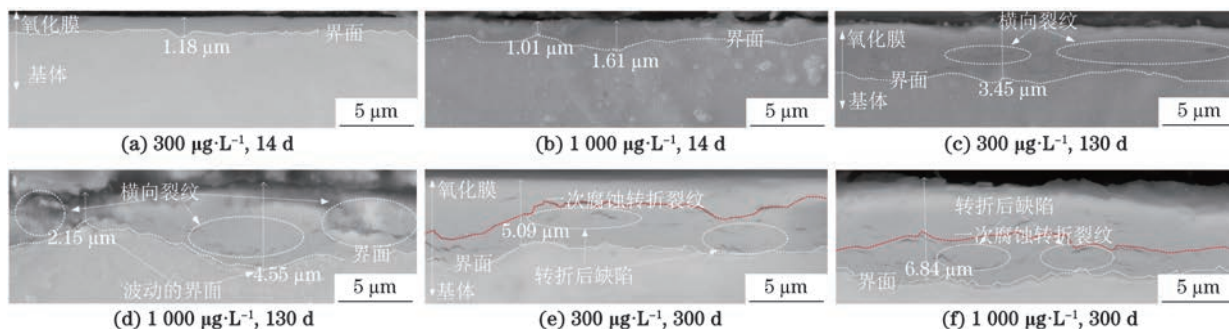 氧化膜
界面
1.18 μm
基体
5 μm
(a) 300 μg·L⁻¹, 14 d
1.01 μm
界面
1.61 μm
5 μm
(b) 1 000 μg·L⁻¹, 14 d
横向裂纹
氧化膜
界面
3.45 μm
基体
5 μm
(c) 300 μg·L⁻¹, 130 d
横向裂纹
2.15 μm
界面
4.55 μm
波动的界面
5 μm
(d) 1 000 μg·L⁻¹, 130 d
氧化膜
一次腐蚀转折裂纹
5.09 μm
界面
转折后缺陷
基体
5 μm
(e) 300 μg·L⁻¹, 300 d
转折后缺陷
一次腐蚀转折裂纹
6.84 μm
界面
5 μm
(f) 1 000 μg·L⁻¹, 300 d